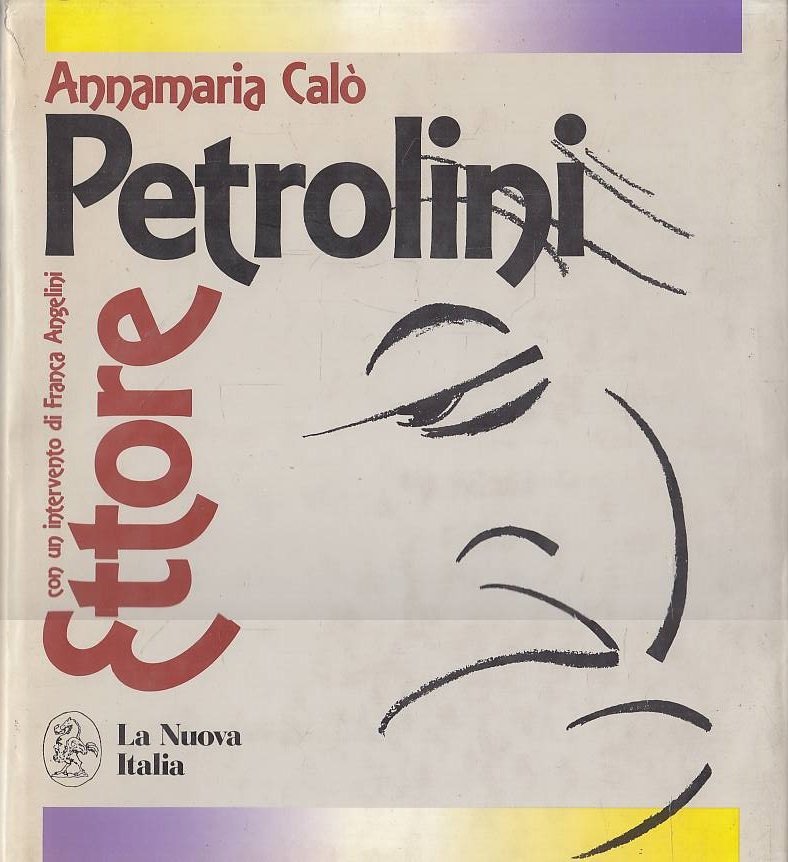 Annamaria Calò
Petrolini
Ettore
con un intervento di Franca Angelini
La Nuova
Italia